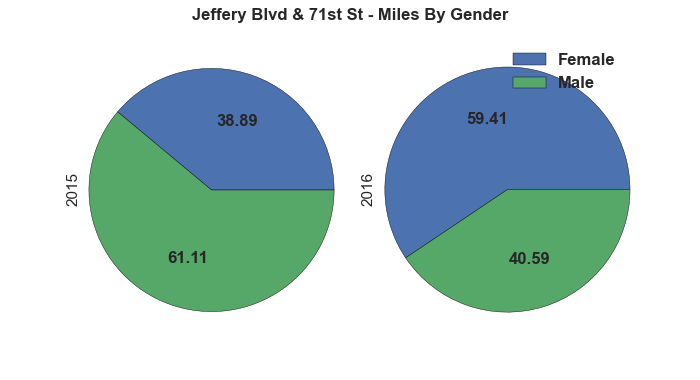 Jeffery Blvd & 71st St - Miles By Gender
Female
Male
2015
38.89
61.11
2016
59.41
40.59